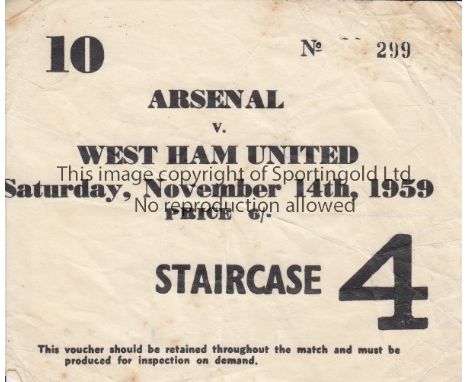 10
No 299
ARSENAL
v.
WEST HAM UNITED
This image copyright of Sportingold Ltd
Saturday, November 14th, 1959
No reproduction allowed
PRICE 6/-
STAIRCASE 4
This voucher should be retained throughout the match and must be
produced for inspection on demand.